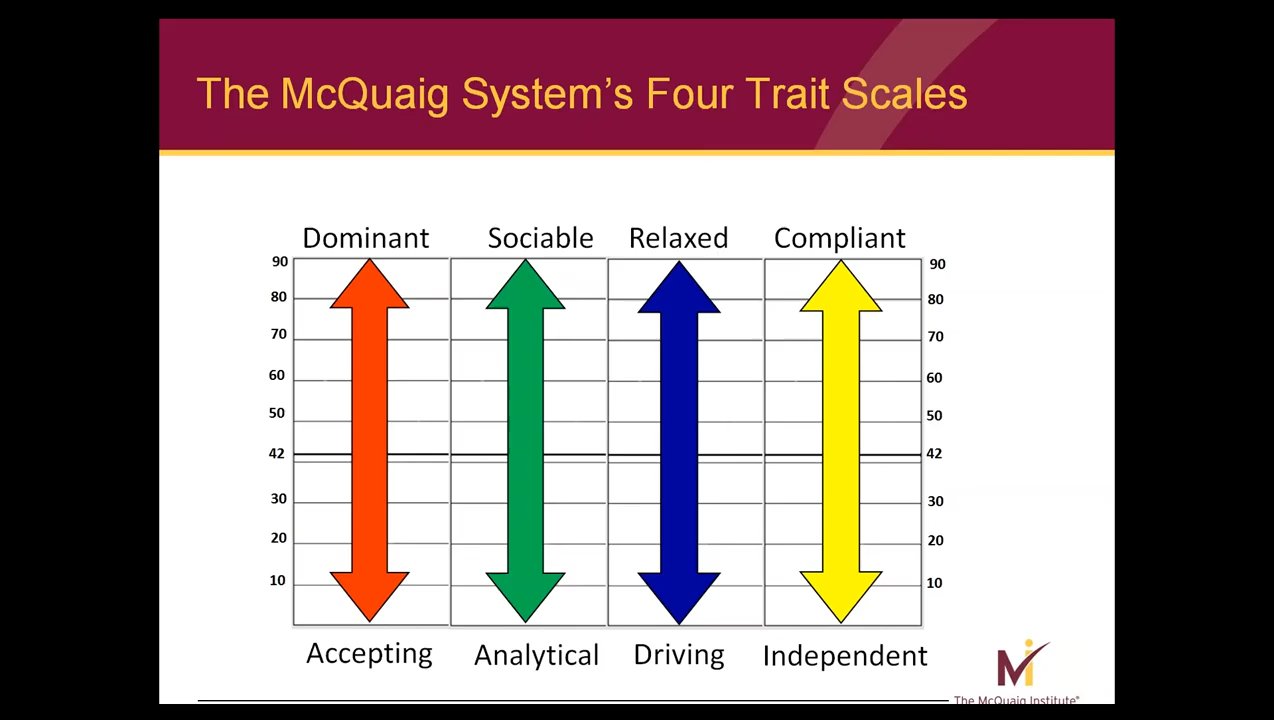 The McQuaig System's Four Trait Scales
Dominant Sociable Relaxed Compliant
90 90
80 80
70 70
60 60
50 50
42 42
30 30
20 20
10 10
Accepting Analytical Driving Independent
Mi
The McQuaig Institute®